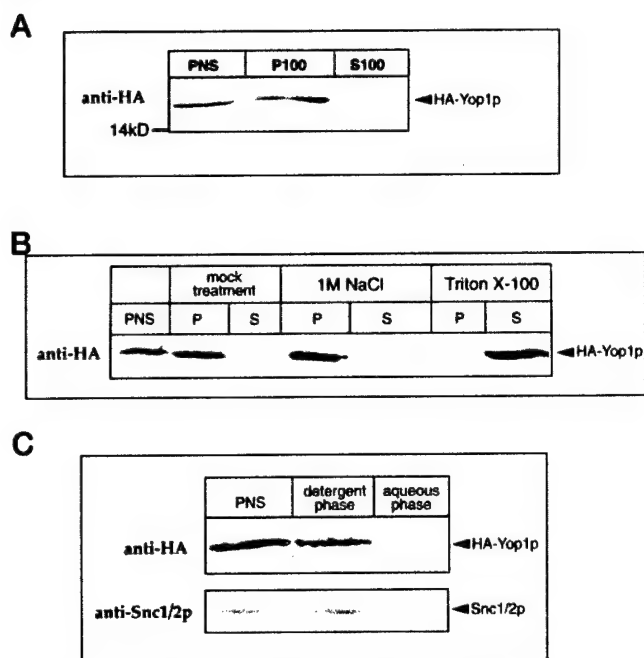 A
PNS P100 S100
anti-HA
HA-Yop1p
14kD
B
mock treatment 1M NaCl Triton X-100
PNS P S P S P S
anti-HA
HA-Yop1p
C
PNS detergent phase aqueous phase
anti-HA
HA-Yop1p
anti-Snc1/2p
Snc1/2p